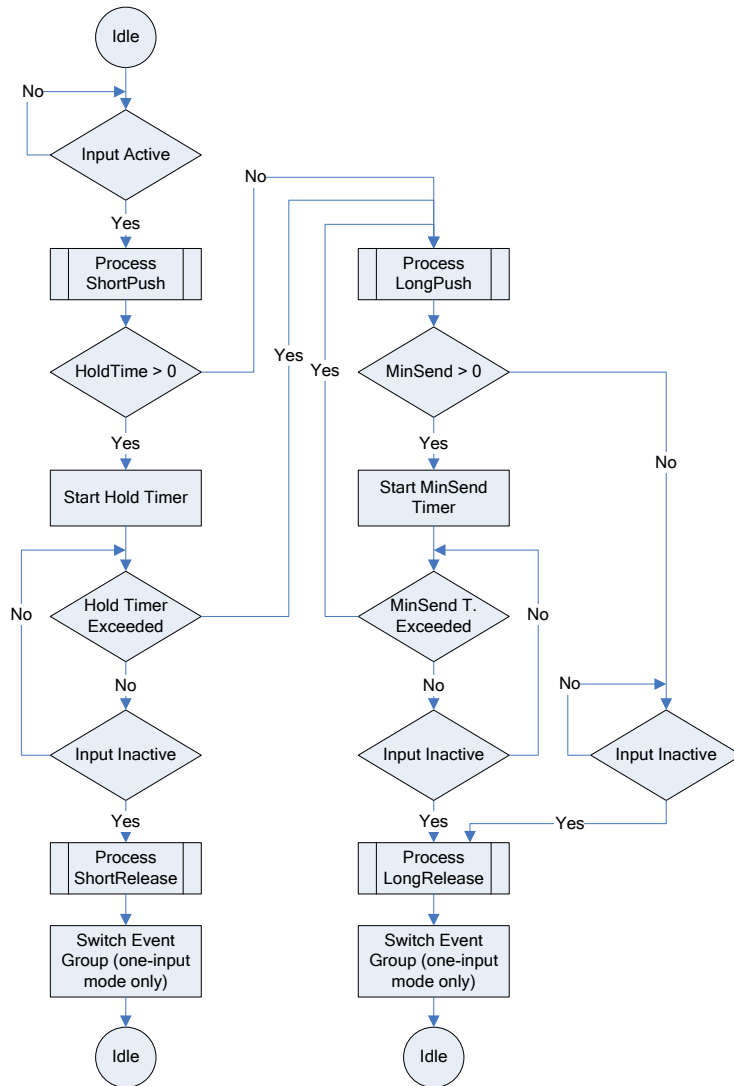 Idle
No
Input Active
Yes
No
Process
ShortPush
Process
LongPush
HoldTime > 0
Yes
Yes
MinSend > 0
Yes
Yes
No
Start Hold Timer
Start MinSend
Timer
No
Hold Timer
Exceeded
MinSend T.
Exceeded
No
No
No
No
Input Inactive
Input Inactive
Input Inactive
Yes
Yes
Yes
Process
ShortRelease
Process
LongRelease
Switch Event
Group (one-input
mode only)
Switch Event
Group (one-input
mode only)
Idle
Idle